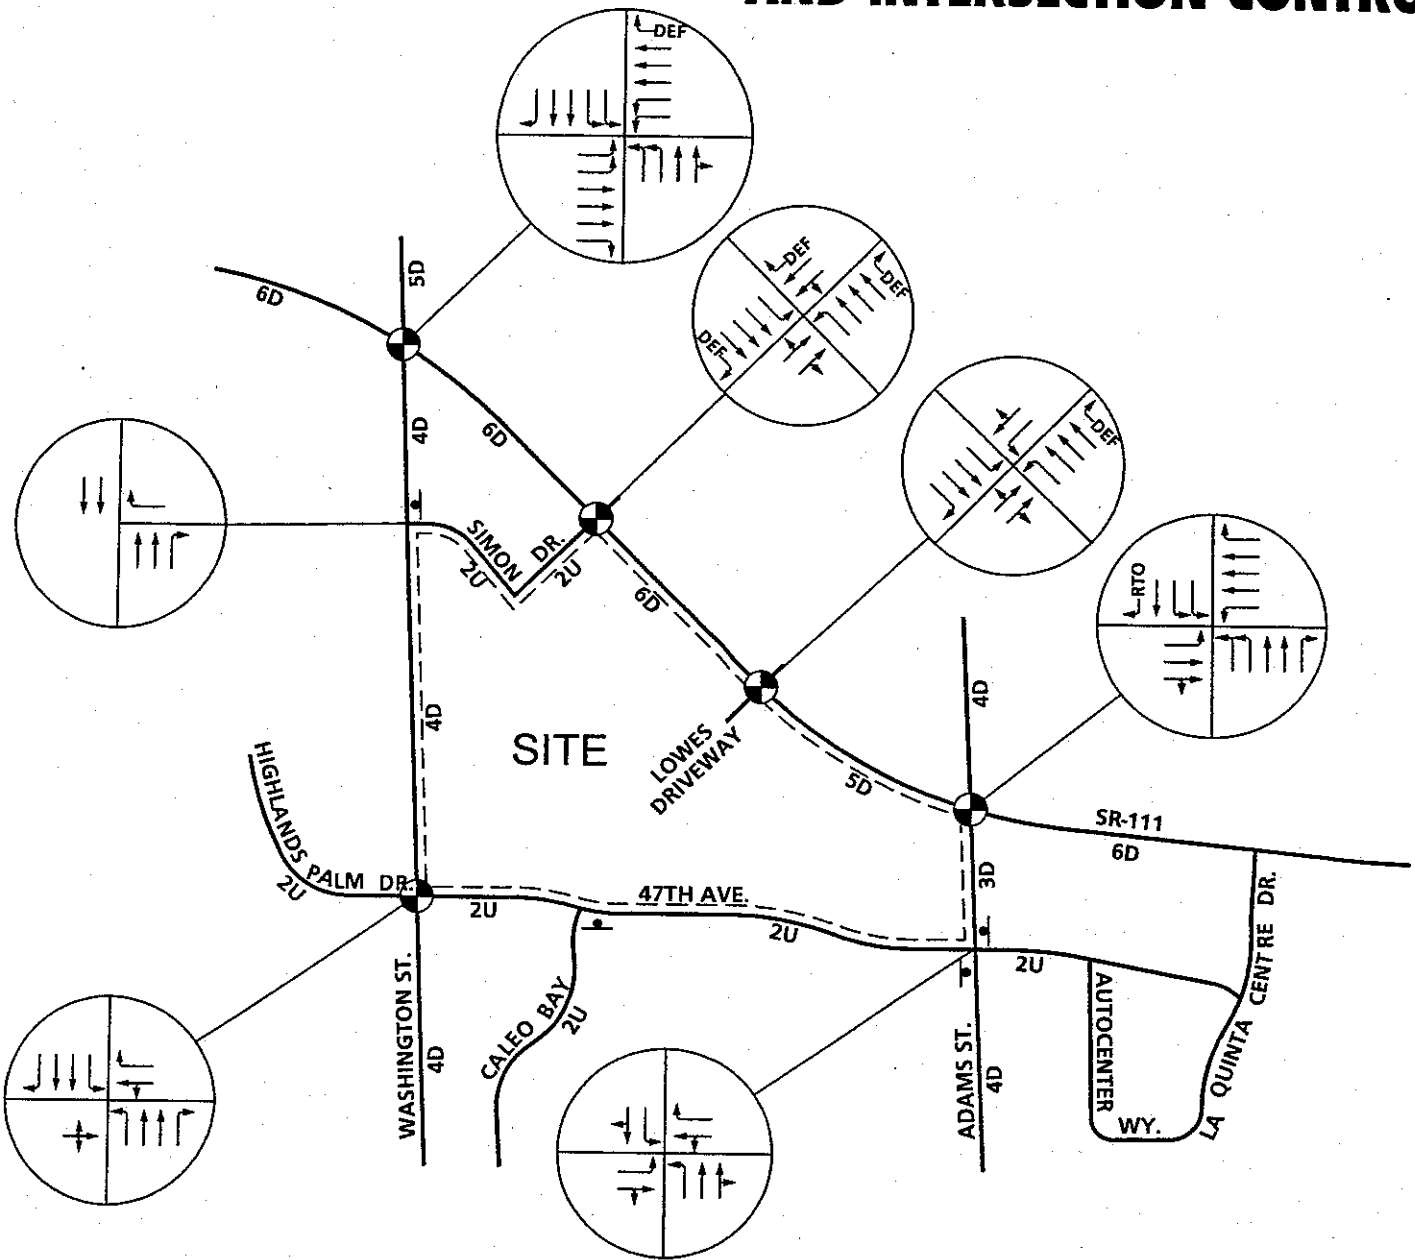 AND INTERSECTION CONTRO
DEF
5D
6D
DEF
DEF
DEF
4D
6D
DEF
SIMON DR.
2U
2U
6D
RTO
4D
4D
SITE
LOWES
DRIVEWAY
5D
SR-111
6D
HIGHLANDS PALM DR.
2U
2U
47TH AVE.
2U
3D
2U
WASHINGTON ST.
4D
CALEO BAY
2U
ADAMS ST.
4D
AUTOCENTER WY.
LA QUINTA CENTRE DR.